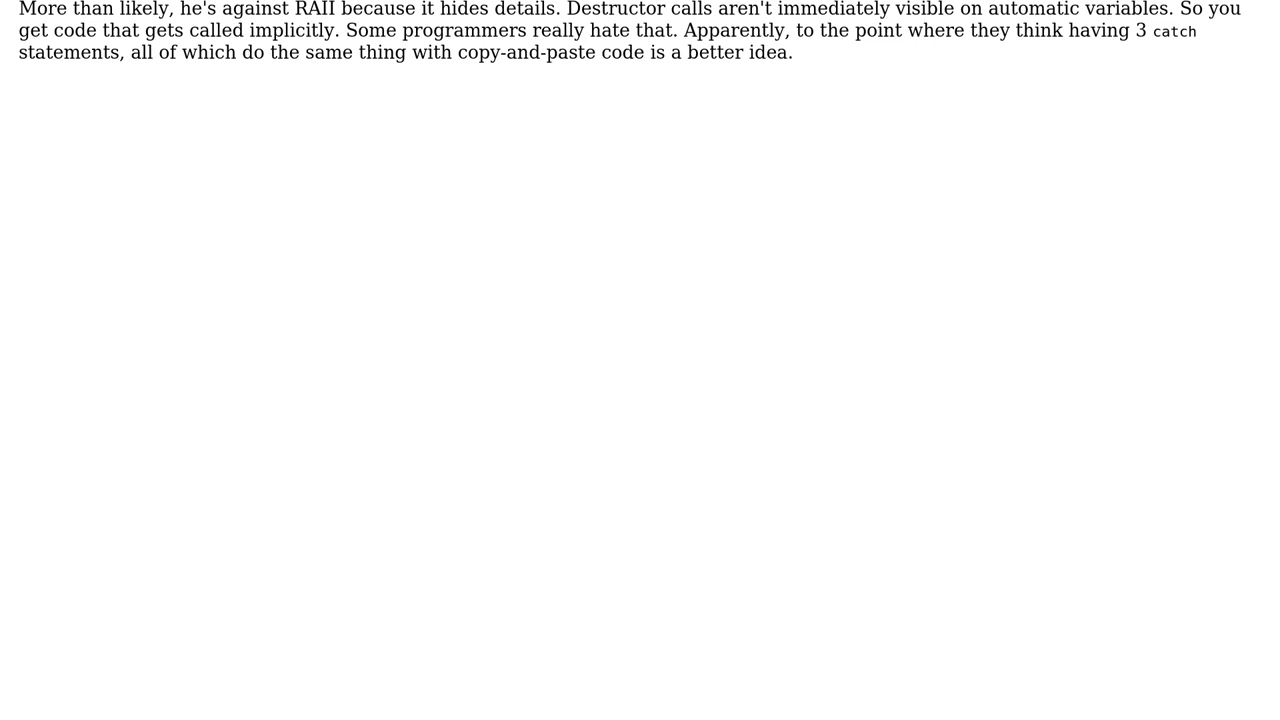 More than likely, he's against RAII because it hides details. Destructor calls aren't immediately visible on automatic variables. So you
get code that gets called implicitly. Some programmers really hate that. Apparently, to the point where they think having 3 catch
statements, all of which do the same thing with copy-and-paste code is a better idea.